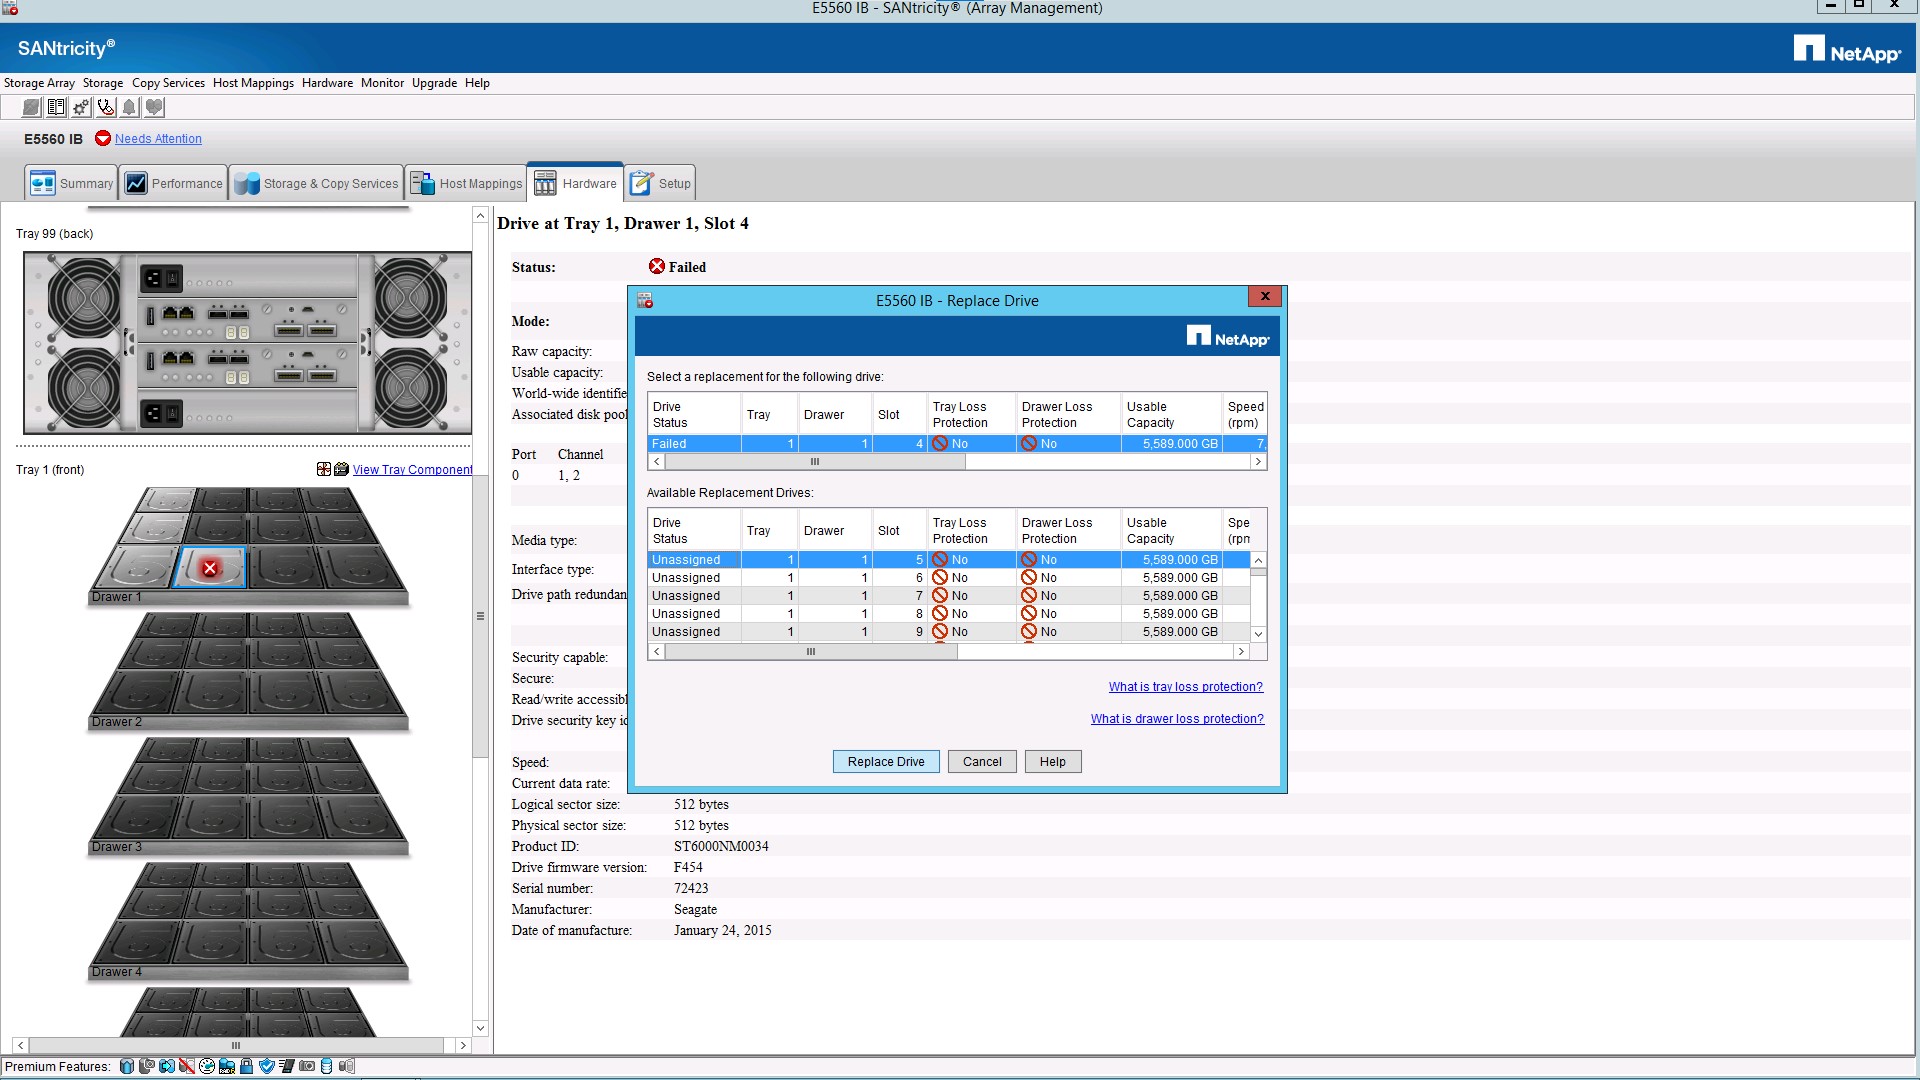 E5560 IB - SANtricity® (Array Management)
SANtricity®
NetApp®
Storage Array Storage Copy Services Host Mappings Hardware Monitor Upgrade Help
E5560 IB Needs Attention
Summary Performance Storage & Copy Services Host Mappings Hardware Setup
Tray 99 (back)
Tray 1 (front) View Tray Component
Drawer 1
Drawer 2
Drawer 3
Drawer 4
Drive at Tray 1, Drawer 1, Slot 4
Status: Failed
Mode:
Raw capacity:
Usable capacity:
World-wide identifie
Associated disk pool
Port Channel
0 1, 2
Media type:
Interface type:
Drive path redundan
Security capable:
Secure:
Read/write accessibl
Drive security key id
Speed:
Current data rate:
Logical sector size: 512 bytes
Physical sector size: 512 bytes
Product ID: ST6000NM0034
Drive firmware version: F454
Serial number: 72423
Manufacturer: Seagate
Date of manufacture: January 24, 2015
E5560 IB - Replace Drive
NetApp®
Select a replacement for the following drive:
Drive Status Tray Drawer Slot Tray Loss Protection Drawer Loss Protection Usable Capacity Speed (rpm)
Failed 1 1 4 No No 5,589.000 GB 7,
Available Replacement Drives:
Drive Status Tray Drawer Slot Tray Loss Protection Drawer Loss Protection Usable Capacity Spe (rpm
Unassigned 1 1 5 No No 5,589.000 GB
Unassigned 1 1 6 No No 5,589.000 GB
Unassigned 1 1 7 No No 5,589.000 GB
Unassigned 1 1 8 No No 5,589.000 GB
Unassigned 1 1 9 No No 5,589.000 GB
What is tray loss protection?
What is drawer loss protection?
Replace Drive Cancel Help
Premium Features: